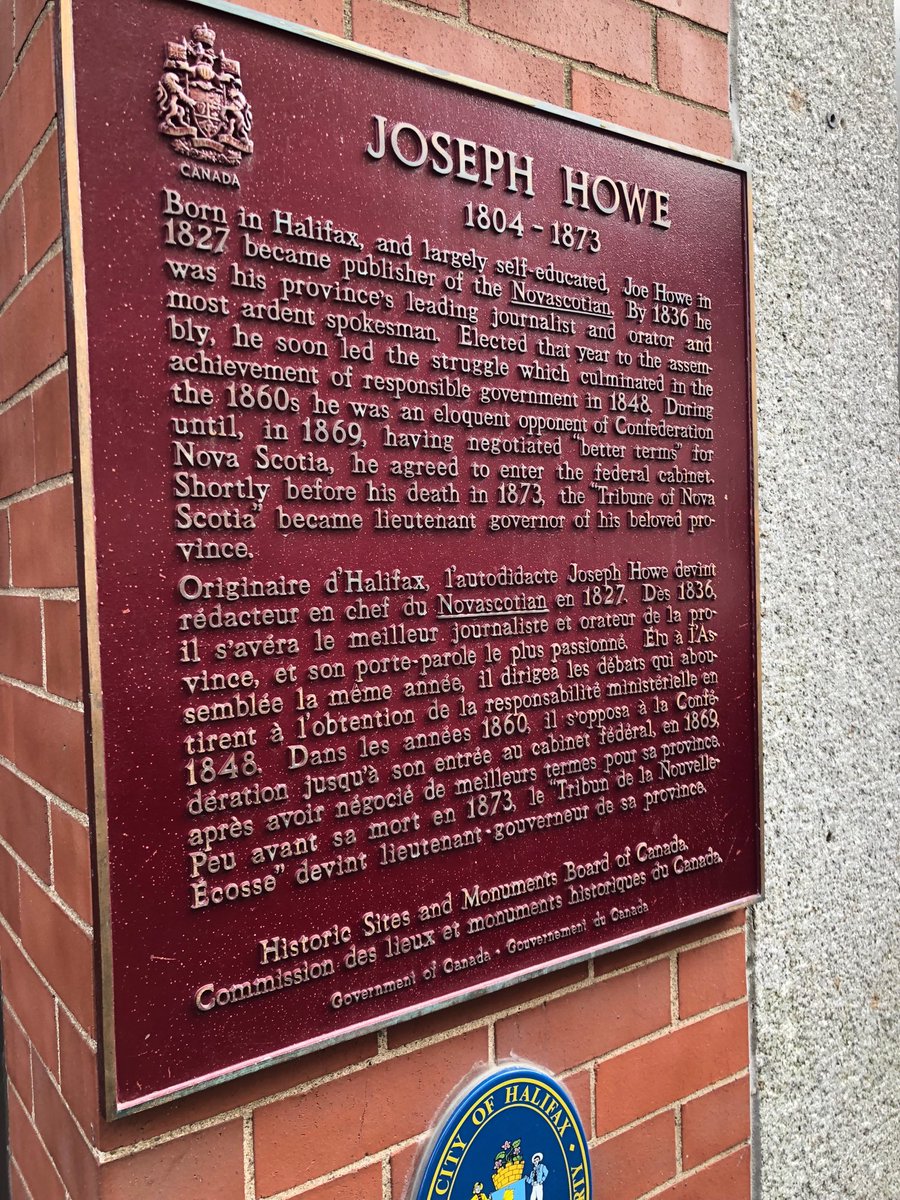 CANADA
JOSEPH HOWE
1804 - 1873
Born in Halifax, and largely self-educated, Joe Howe in
1827 became publisher of the Novascotian. By 1836 he
was his province's leading journalist and orator and
most ardent spokesman. Elected that year to the assem-
bly, he soon led the struggle which culminated in the
achievement of responsible government in 1848. During
the 1860s he was an eloquent opponent of Confederation
until, in 1869, having negotiated "better terms" for
Nova Scotia, he agreed to enter the federal cabinet.
Shortly before his death in 1873, the "Tribune of Nova
Scotia" became lieutenant governor of his beloved pro-
vince.
Originaire d'Halifax, l'autodidacte Joseph Howe devint
rédacteur en chef du Novascotian en 1827. Dès 1836,
il s'avéra le meilleur journaliste et orateur de la pro-
vince, et son porte-parole le plus passionné. Élu à l'As-
semblée la même année, il dirigea les débats qui abou-
tirent à l'obtention de la responsabilité ministérielle en
1848. Dans les années 1860, il s'opposa à la Confé-
dération jusqu'à son entrée au cabinet fédéral, en 1869,
après avoir négocié de meilleurs termes pour sa province.
Peu avant sa mort en 1873, le "Tribun de la Nouvelle-
Écosse" devint lieutenant-gouverneur de sa province.
Historic Sites and Monuments Board of Canada.
Commission des lieux et monuments historiques du Canada.
Government of Canada - Gouvernement du Canada
CITY OF HALIFAX